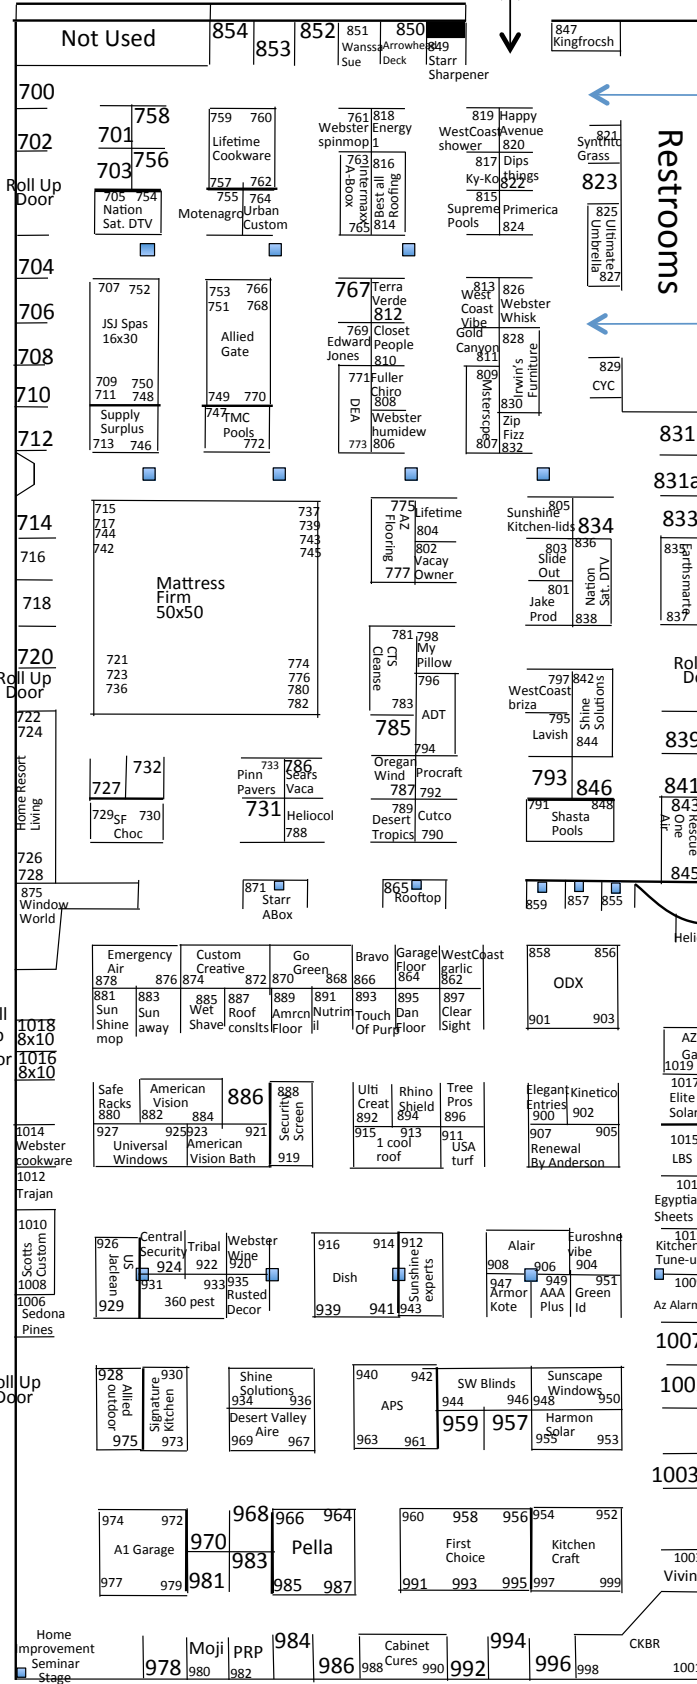 Not Used
854
853
852
851
Wanssa
Sue
850
Arrowhead
Deck
849
Starr
Sharpener
847
Kingfrocsh
700
702
Roll Up
Door
704
706
708
710
712
714
716
718
720
Roll Up
Door
722
724
Home Resort
Living
726
728
758
701
756
703
705 754
Nation
Sat. DTV
759 760
Lifetime
Cookware
757 762
755 764
Motenagro
Urban
Custom
761 818
Webster
spinmop
Energy
1
763
Intermaxx
A-Boox
765
816
Best all
Roofing
814
819
WestCoast
shower
Happy
Avenue
820
817
Ky-Ko
Dips
things
822
815
Supreme
Pools
Primerica
824
821
Synthtc
Grass
823
825
Ultimate
Umbrella
827
Restrooms
707 752
JSJ Spas
16x30
709 750
711 748
Supply
Surplus
713 746
753 766
751 768
Allied
Gate
749 770
747
TMC
Pools
772
767
Terra
Verde
812
769
Edward
Jones
Closet
People
810
771
DEA
773
Fuller
Chiro
808
Webster
humidew
806
813
West
Coast
Vibe
826
Webster
Whisk
Gold
Canyon
811
828
Irwin's
Furniture
830
809
Msterscpe
807
Zip
Fizz
832
829
CYC
831
831a
833
835
Earthsmarte
837
839
841
843
Rescue
One
Air
845
715
717
744
742
737
739
743
745
Mattress
Firm
50x50
721
723
736
774
776
780
782
775
AZ
Flooring
777
Lifetime
804
802
Vacay
Owner
805
Sunshine
Kitchen-lids
834
803
Slide
Out
836
Nation
Sat. DTV
838
801
Jake
Prod
781
CTS
Cleanse
783
798
My
Pillow
796
ADT
794
785
797
WestCoast
briza
842
Shine
Solutions
844
795
Lavish
727
732
729
SF
Choc
730
733
Pinn
Pavers
786
Sears
Vaca
731
Heliocol
788
Oregan
Wind
787
Procraft
792
789
Desert
Tropics
Cutco
790
793
846
791 848
Shasta
Pools
875
Window
World
871
Starr
ABox
865
Rooftop
859
857
855
Emergency
Air
878 876
Custom
Creative
874 872
Go
Green
870 868
Bravo
866
Garage
Floor
864
WestCoast
garlic
862
858 856
ODX
901 903
881
Sun
Shine
mop
883
Sun
away
885
Wet
Shave
887
Roof
conslts
889
Amrcn
Floor
891
Nutrim
il
893
Touch
Of Purp
895
Dan
Floor
897
Clear
Sight
1018
8x10
1016
8x10
1014
Webster
cookware
1012
Trajan
1010
Scotts
Custom
1008
1006
Sedona
Pines
Safe
Racks
880
American
Vision
882 884
886
888
Security
Screen
919
927 925
Universal
Windows
923 921
American
Vision Bath
Ulti
Creat
892
Rhino
Shield
894
Tree
Pros
896
915 913
1 cool
roof
911
USA
turf
Elegant
Entries
900
Kinetico
902
907 905
Renewal
By Anderson
1019
1017
Elite
Solar
1015
LBS
Sheets
Kitchen
Tune-u
926
US
Jaclean
929
Central
Security
924
Tribal
922
Webster
Wine
920
931 933
360 pest
935
Rusted
Decor
916 914
Dish
939 941
912
Sunshine
experts
943
Alair
908 906
Euroshne
vibe
904
947
Armor
Kote
949
AAA
Plus
951
Green
Id
1007
1003
928
Allied
outdoor
975
930
Signature
Kitchen
973
Shine
Solutions
934 936
Desert Valley
Aire
969 967
940 942
APS
963 961
SW Blinds
944 946
Sunscape
Windows
948 950
959
957
Harmon
Solar
955 953
974 972
A1 Garage
977 979
968
970
983
981
966 964
Pella
985 987
960 958 956
First
Choice
991 993 995
954 952
Kitchen
Craft
997 999
Home
Improvement
Seminar
Stage
978
Moji
980
PRP
982
984
986
Cabinet
Cures
988 990
992
994
996
CKBR
998